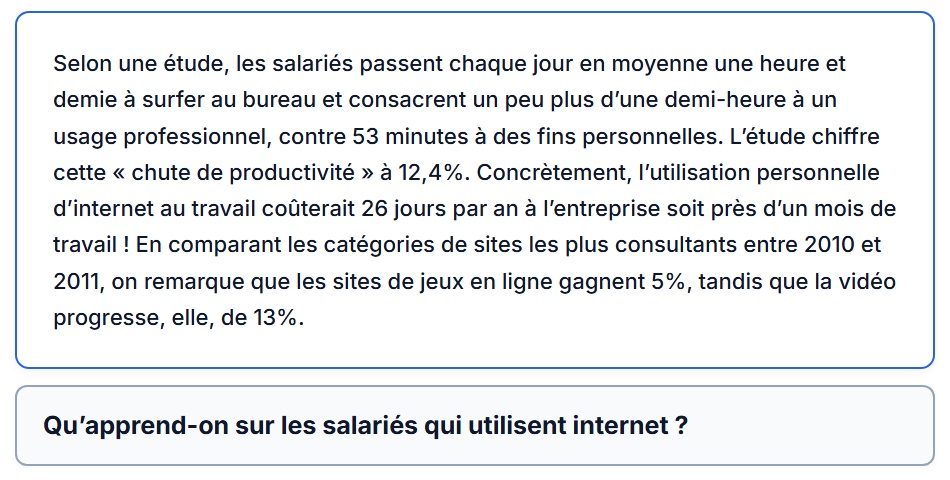 Selon une étude, les salariés passent chaque jour en moyenne une heure et
demie à surfer au bureau et consacrent un peu plus d’une demi-heure à un
usage professionnel, contre 53 minutes à des fins personnelles. L’étude chiffre
cette « chute de productivité » à 12,4%. Concrètement, l’utilisation personnelle
d’internet au travail coûterait 26 jours par an à l’entreprise soit près d’un mois de
travail ! En comparant les catégories de sites les plus consultants entre 2010 et
2011, on remarque que les sites de jeux en ligne gagnent 5%, tandis que la vidéo
progresse, elle, de 13%.
Qu’apprend-on sur les salariés qui utilisent internet ?